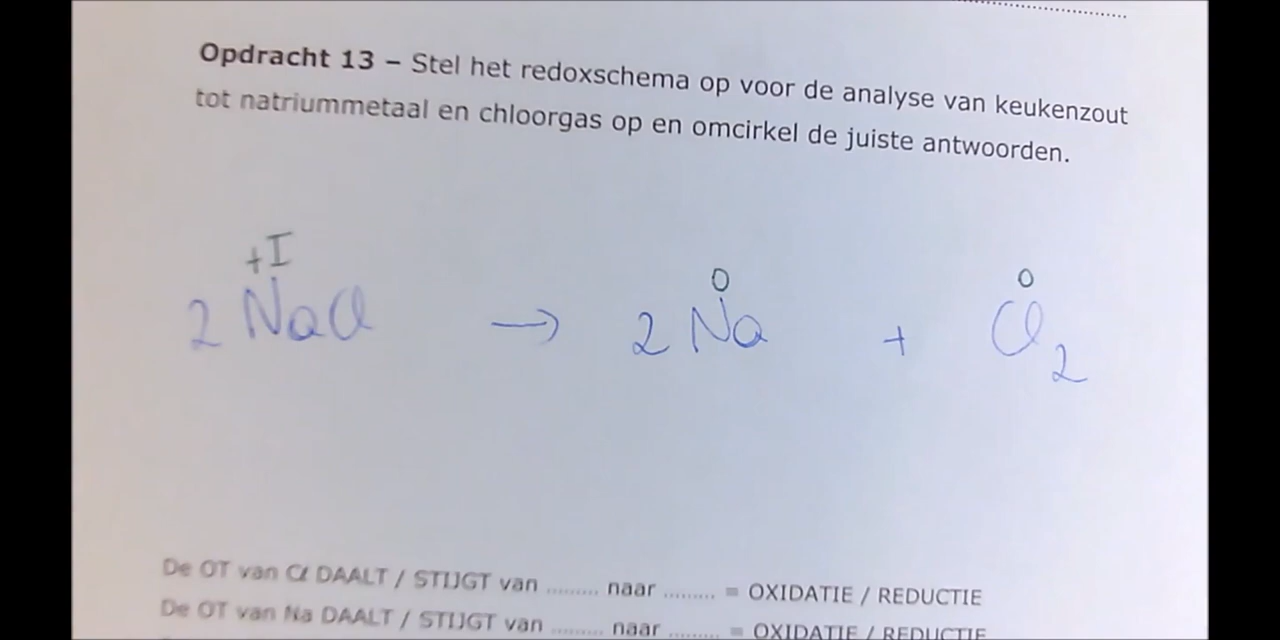 Opdracht 13 – Stel het redoxschema op voor de analyse van keukenzout
tot natriummetaal en chloorgas op en omcirkel de juiste antwoorden.
+I 0 0
2 NaCl → 2 Na + Cl₂
De OT van Cℓ DAALT / STIJGT van ......... naar ......... = OXIDATIE / REDUCTIE
De OT van Na DAALT / STIJGT van ......... naar ......... = OXIDATIE / REDUCTIE